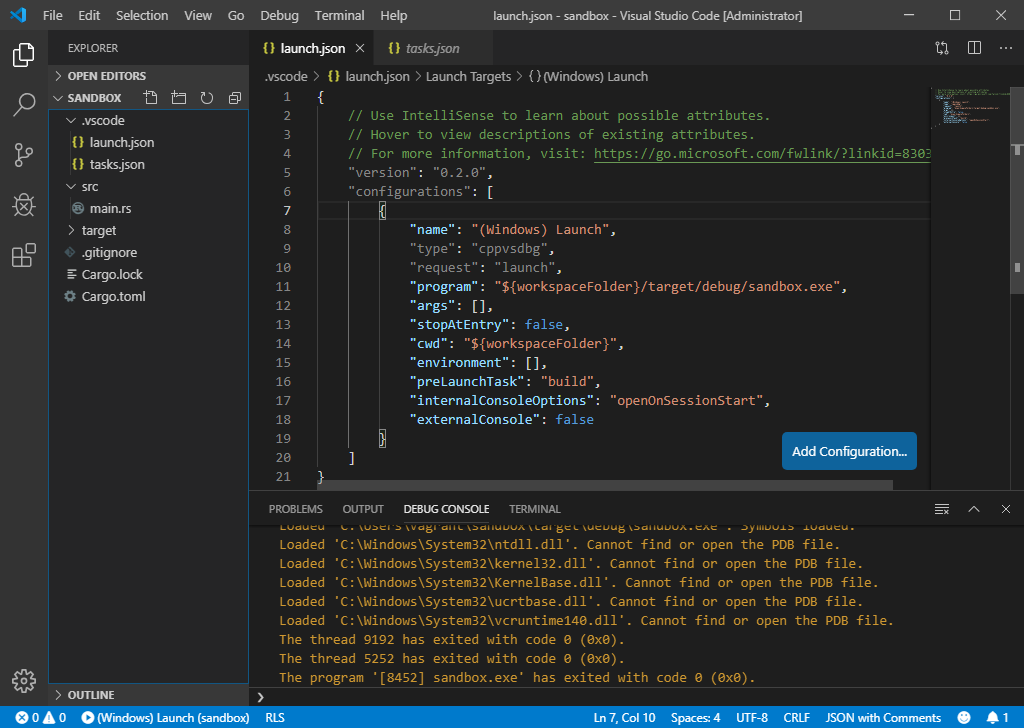 File Edit Selection View Go Debug Terminal Help launch.json - sandbox - Visual Studio Code [Administrator]
EXPLORER
OPEN EDITORS
SANDBOX
.vscode
{} launch.json
{} tasks.json
src
main.rs
target
.gitignore
Cargo.lock
Cargo.toml
OUTLINE
{} launch.json {} tasks.json
.vscode > {} launch.json > Launch Targets > {} (Windows) Launch
1 {
2 // Use IntelliSense to learn about possible attributes.
3 // Hover to view descriptions of existing attributes.
4 // For more information, visit: https://go.microsoft.com/fwlink/?linkid=8303
5 "version": "0.2.0",
6 "configurations": [
7 {
8 "name": "(Windows) Launch",
9 "type": "cppvsdbg",
10 "request": "launch",
11 "program": "${workspaceFolder}/target/debug/sandbox.exe",
12 "args": [],
13 "stopAtEntry": false,
14 "cwd": "${workspaceFolder}",
15 "environment": [],
16 "preLaunchTask": "build",
17 "internalConsoleOptions": "openOnSessionStart",
18 "externalConsole": false
19 }
20 ]
21 }
Add Configuration...
PROBLEMS OUTPUT DEBUG CONSOLE TERMINAL
Loaded 'C:\Users\vagrant\sandbox\target\debug\sandbox.exe'. Symbols loaded.
Loaded 'C:\Windows\System32\ntdll.dll'. Cannot find or open the PDB file.
Loaded 'C:\Windows\System32\kernel32.dll'. Cannot find or open the PDB file.
Loaded 'C:\Windows\System32\KernelBase.dll'. Cannot find or open the PDB file.
Loaded 'C:\Windows\System32\ucrtbase.dll'. Cannot find or open the PDB file.
Loaded 'C:\Windows\System32\vcruntime140.dll'. Cannot find or open the PDB file.
The thread 9192 has exited with code 0 (0x0).
The thread 5252 has exited with code 0 (0x0).
The program '[8452] sandbox.exe' has exited with code 0 (0x0).
0 0 (Windows) Launch (sandbox) RLS Ln 7, Col 10 Spaces: 4 UTF-8 CRLF JSON with Comments 1